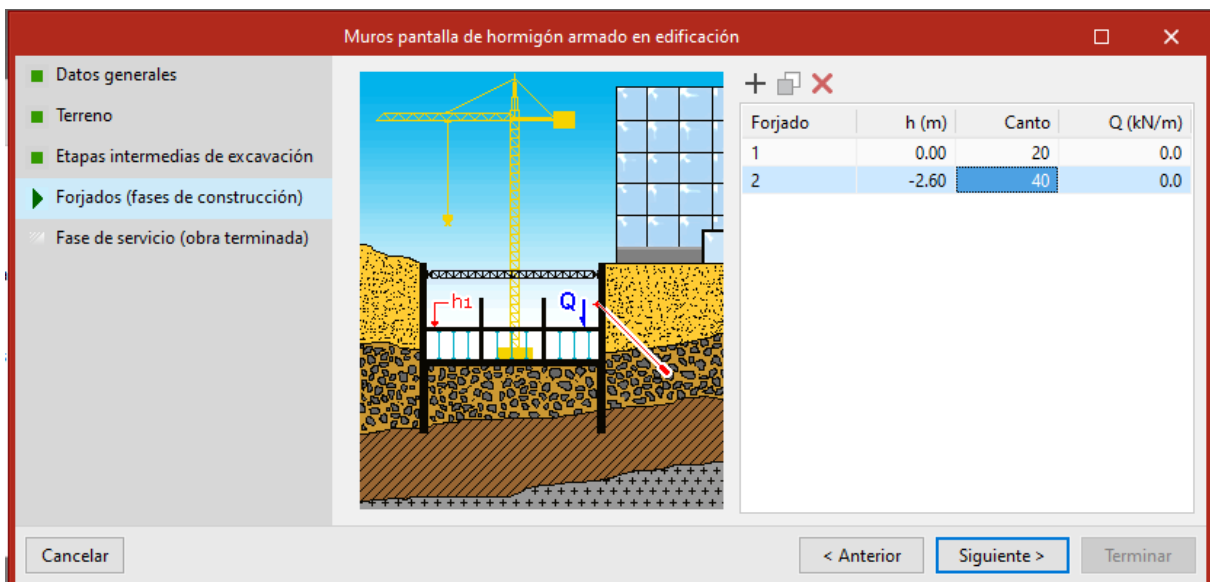 Muros pantalla de hormigón armado en edificación
Datos generales
Terreno
Etapas intermedias de excavación
Forjados (fases de construcción)
Fase de servicio (obra terminada)
h1
Q
Forjado h (m) Canto Q (kN/m)
1 0.00 20 0.0
2 -2.60 40 0.0
Cancelar
< Anterior
Siguiente >
Terminar